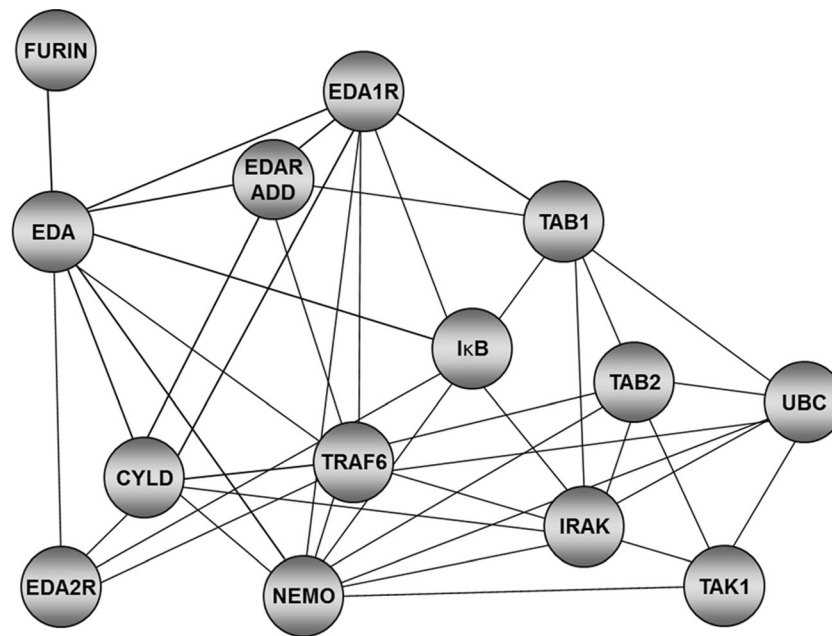 FURIN
EDA1R
EDAR
ADD
EDA
TAB1
IκB
TAB2
UBC
CYLD
TRAF6
IRAK
EDA2R
NEMO
TAK1